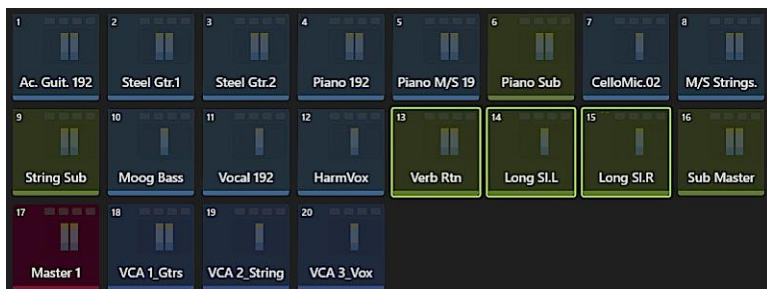 1 2 3 4 5 6 7 8
Ac. Guit. 192 Steel Gtr.1 Steel Gtr.2 Piano 192 Piano M/S 19 Piano Sub CelloMic.02 M/S Strings.
9 10 11 12 13 14 15 16
String Sub Moog Bass Vocal 192 HarmVox Verb Rtn Long Sl.L Long Sl.R Sub Master
17 18 19 20
Master 1 VCA 1_Gtrs VCA 2_String VCA 3_Vox